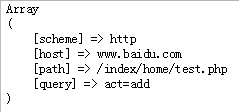 Array
(
[scheme] => http
[host] => www.baidu.com
[path] => /index/home/test.php
[query] => act=add
)